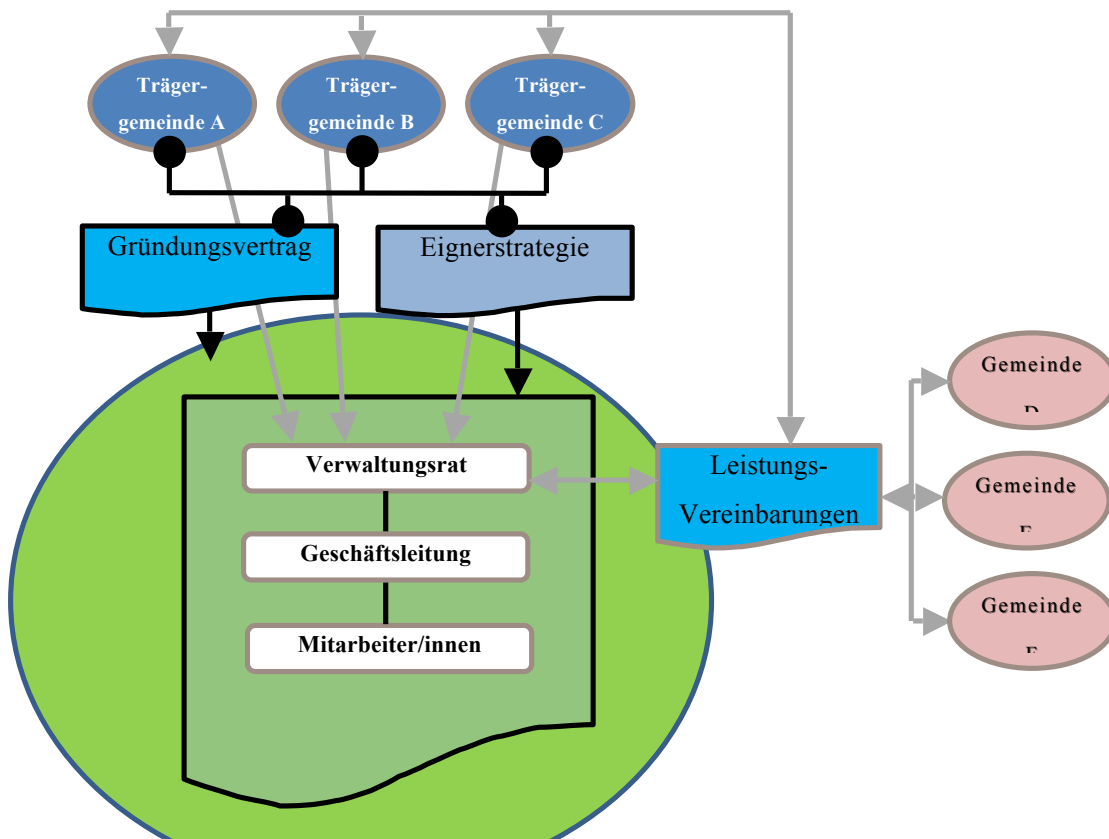 Träger-
gemeinde A
Träger-
gemeinde B
Träger-
gemeinde C
Gründungsvertrag
Eignerstrategie
Verwaltungsrat
Geschäftsleitung
Mitarbeiter/innen
Leistungs-
Vereinbarungen
Gemeinde
Gemeinde
Gemeinde